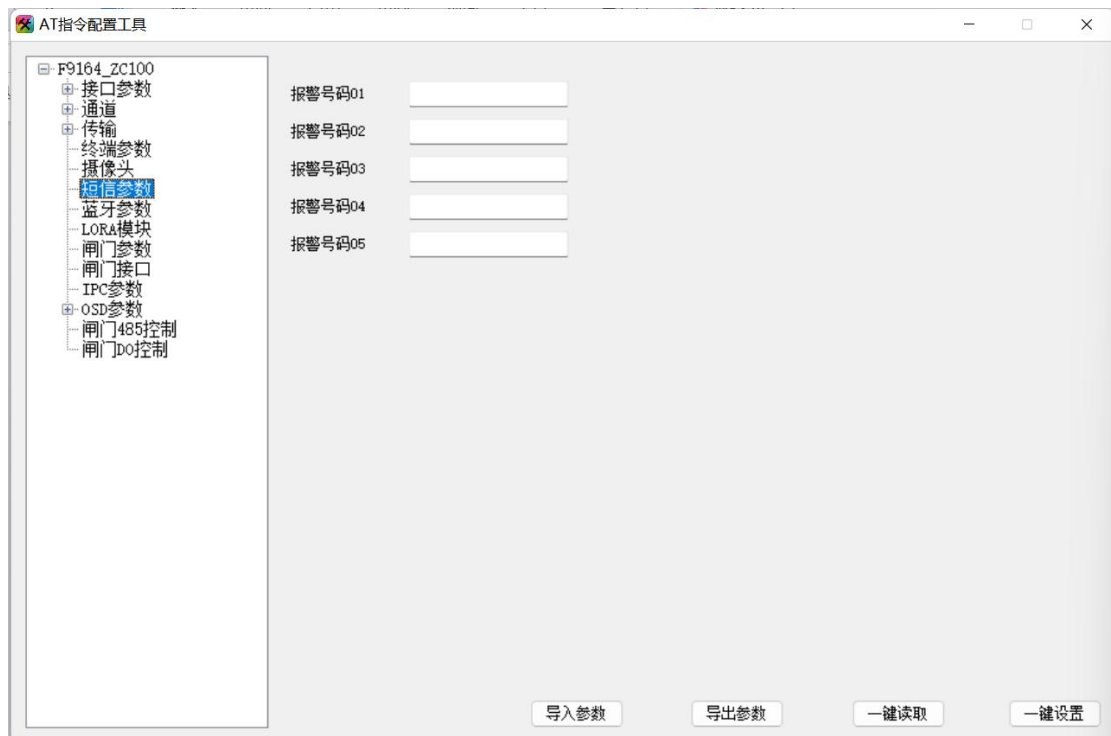 AT指令配置工具
F9164_ZC100
接口参数
通道
传输
终端参数
摄像头
短信参数
蓝牙参数
LORA模块
闸门参数
闸门接口
IPC参数
OSD参数
闸门485控制
闸门DO控制
报警号码01
报警号码02
报警号码03
报警号码04
报警号码05
导入参数
导出参数
一键读取
一键设置